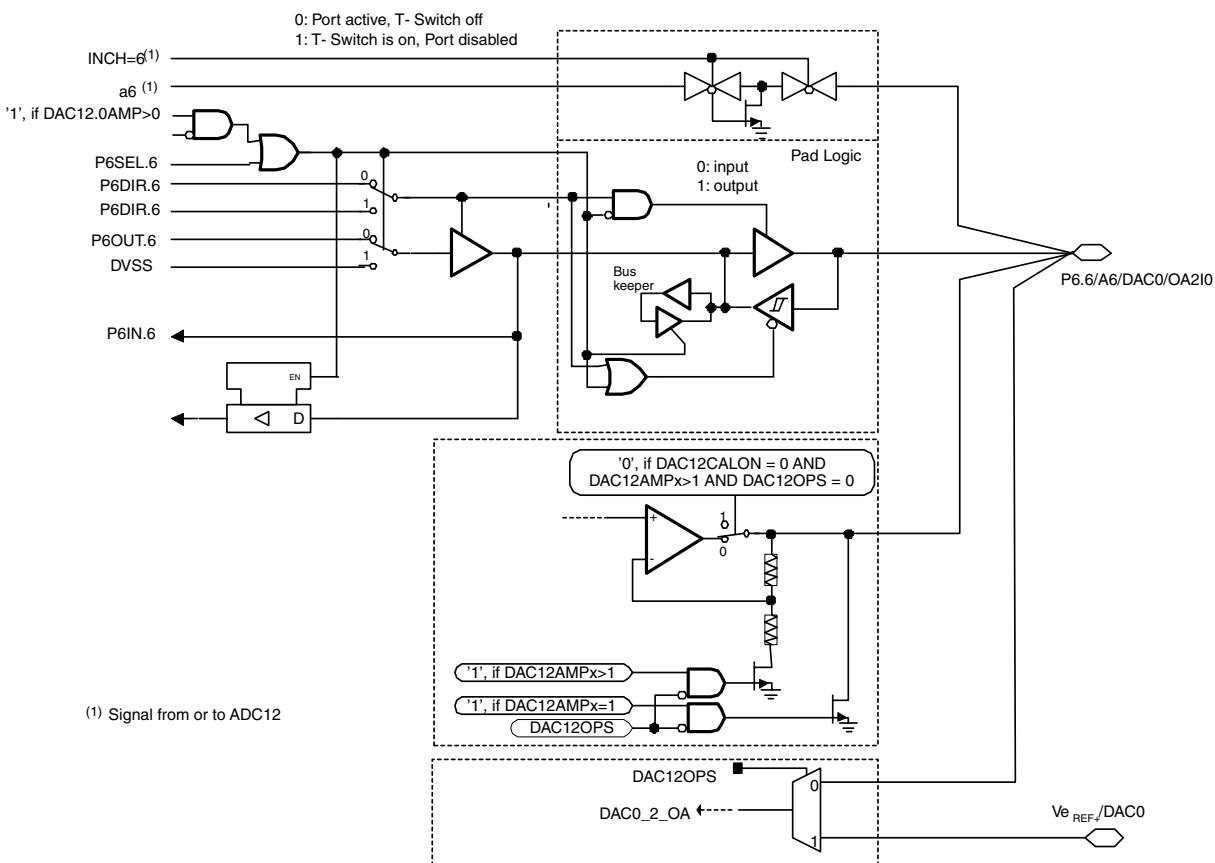 0: Port active, T- Switch off
1: T- Switch is on, Port disabled
INCH=6(1)
a6 (1)
'1', if DAC12.0AMP>0
P6SEL.6
P6DIR.6
P6DIR.6
P6OUT.6
DVSS
0
1
0
1
Pad Logic
0: input
1: output
Bus
keeper
P6.6/A6/DAC0/OA2I0
P6IN.6
EN
D
'0', if DAC12CALON = 0 AND
DAC12AMPx>1 AND DAC12OPS = 0
+
-
1
0
'1', if DAC12AMPx>1
'1', if DAC12AMPx=1
DAC12OPS
(1) Signal from or to ADC12
DAC12OPS
0
DAC0_2_OA
1
Ve REF+/DAC0